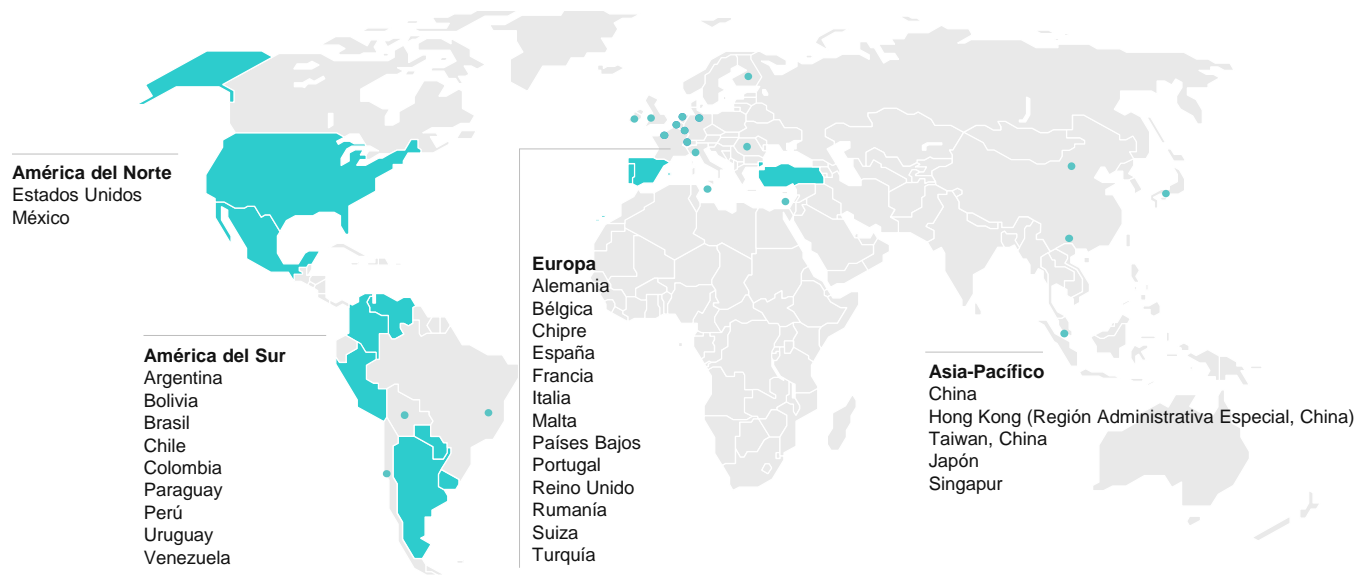 América del Norte
Estados Unidos
México
América del Sur
Argentina
Bolivia
Brasil
Chile
Colombia
Paraguay
Perú
Uruguay
Venezuela
Europa
Alemania
Bélgica
Chipre
España
Francia
Italia
Malta
Países Bajos
Portugal
Reino Unido
Rumanía
Suiza
Turquía
Asia-Pacífico
China
Hong Kong (Región Administrativa Especial, China)
Taiwan, China
Japón
Singapur